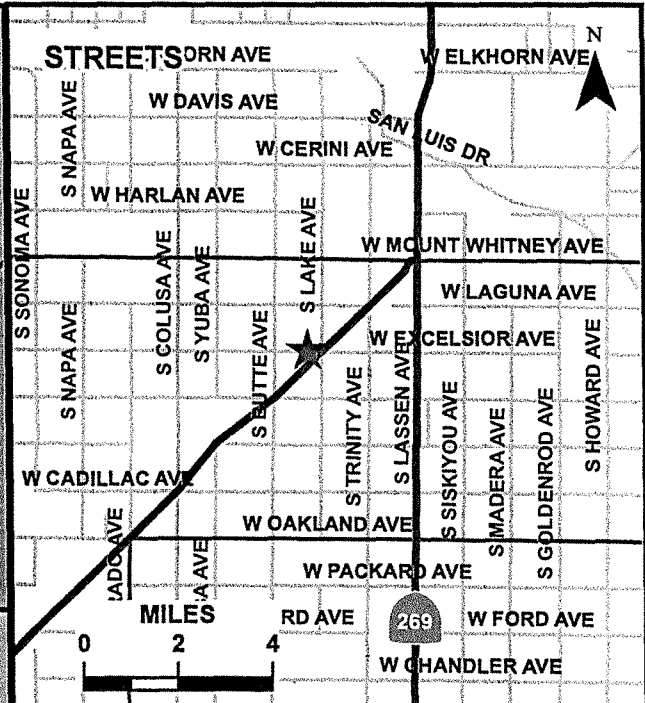 STREETS
ORN AVE
W ELKHORN AVE
N
W DAVIS AVE
S NAPA AVE
SAN LUIS DR
W CERINI AVE
W HARLAN AVE
S SONOMA AVE
S LAKE AVE
W MOUNT WHITNEY AVE
S COLUSA AVE
S YUBA AVE
W LAGUNA AVE
S NAPA AVE
S BUTTE AVE
W EXCELSIOR AVE
S LASSEN AVE
S HOWARD AVE
S TRINITY AVE
S SISKIYOU AVE
S MADERA AVE
S GOLDENROD AVE
W CADILLAC AVE
W OAKLAND AVE
ADO AVE
A AVE
W PACKARD AVE
MILES
RD AVE
269
W FORD AVE
0 2 4
W CHANDLER AVE